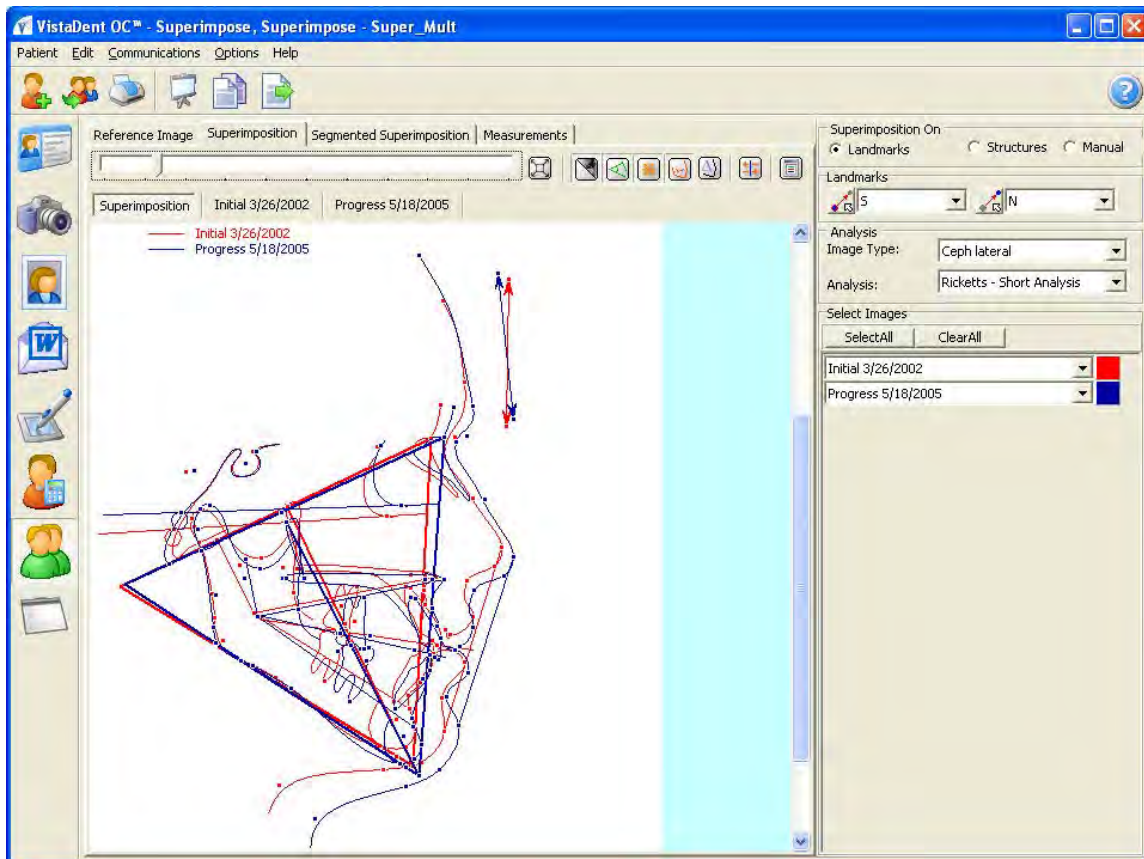 VistaDent OC™ - Superimpose, Superimpose - Super_Mult
Patient Edit Communications Options Help
Reference Image Superimposition Segmented Superimposition Measurements
Superimposition Initial 3/26/2002 Progress 5/18/2005
Initial 3/26/2002
Progress 5/18/2005
Superimposition On
Landmarks Structures Manual
Landmarks
S N
Analysis
Image Type: Ceph lateral
Analysis: Ricketts - Short Analysis
Select Images
SelectAll ClearAll
Initial 3/26/2002
Progress 5/18/2005
W